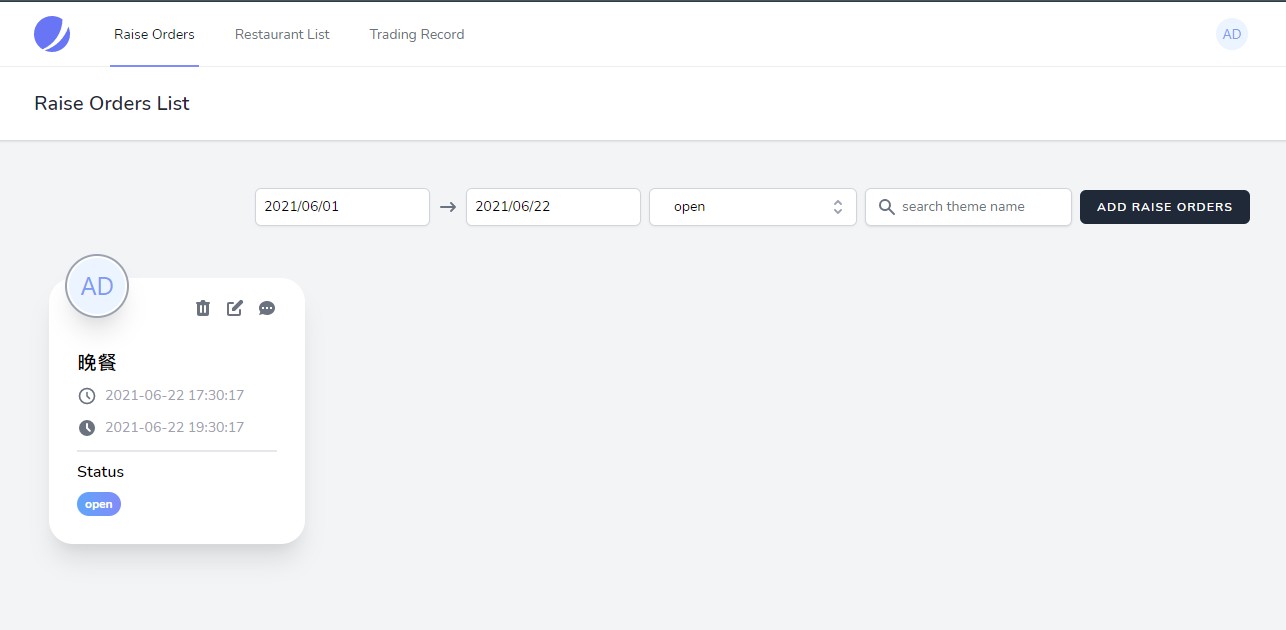 Raise Orders
Restaurant List
Trading Record
AD
Raise Orders List
2021/06/01
2021/06/22
open
search theme name
ADD RAISE ORDERS
AD
晚餐
2021-06-22 17:30:17
2021-06-22 19:30:17
Status
open